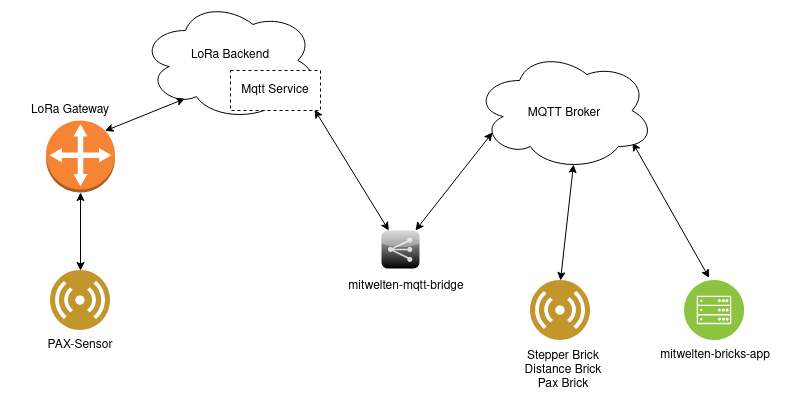 LoRa Backend
Mqtt Service
LoRa Gateway
MQTT Broker
mitwelten-mqtt-bridge
PAX-Sensor
Stepper Brick
Distance Brick
Pax Brick
mitwelten-bricks-app